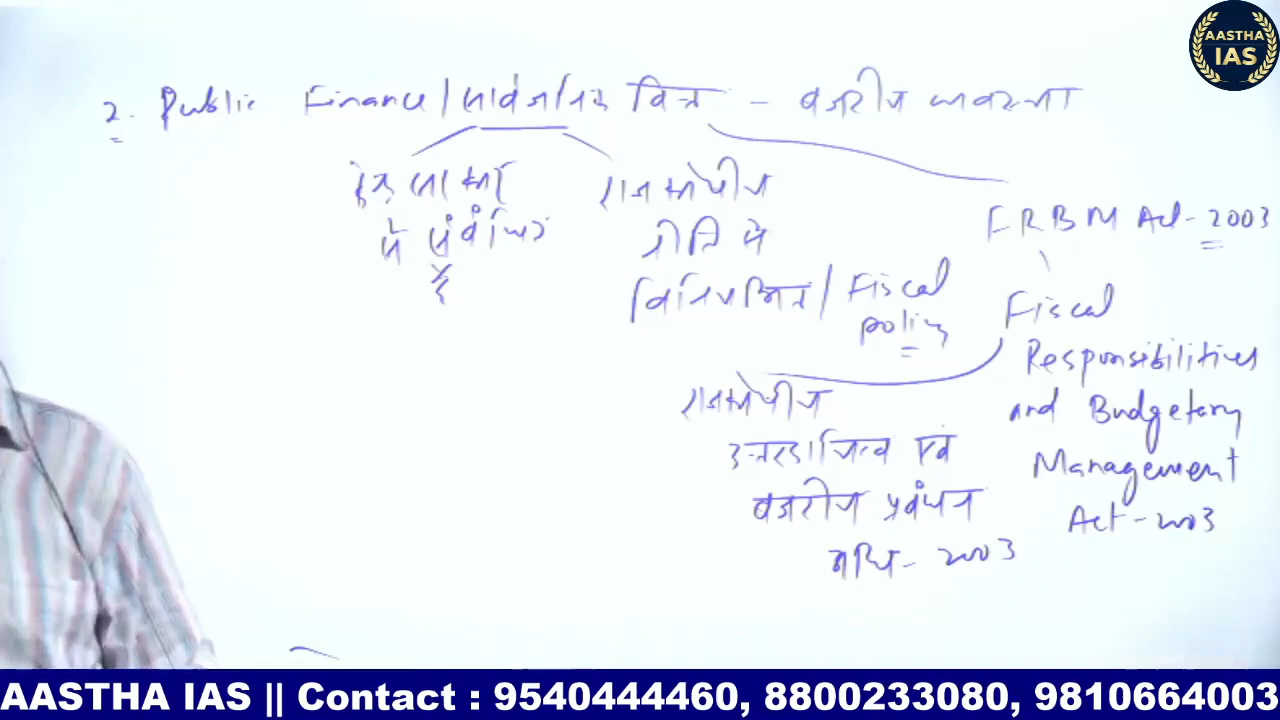 AASTHA
IAS
2. Public Finance/सार्वजनिक वित्त - बजटीय व्यवस्था
राजकोषीय
नीति से
विनियमित/Fiscal
policy
से संबंधित
है
FRBM Act-2003
Fiscal
Responsibilities
and Budgetary
Management
Act-2003
राजकोषीय
उत्तरदायित्व एवं
बजटीय प्रबंधन
अधि- 2003
AASTHA IAS || Contact : 9540444460, 8800233080, 9810664003